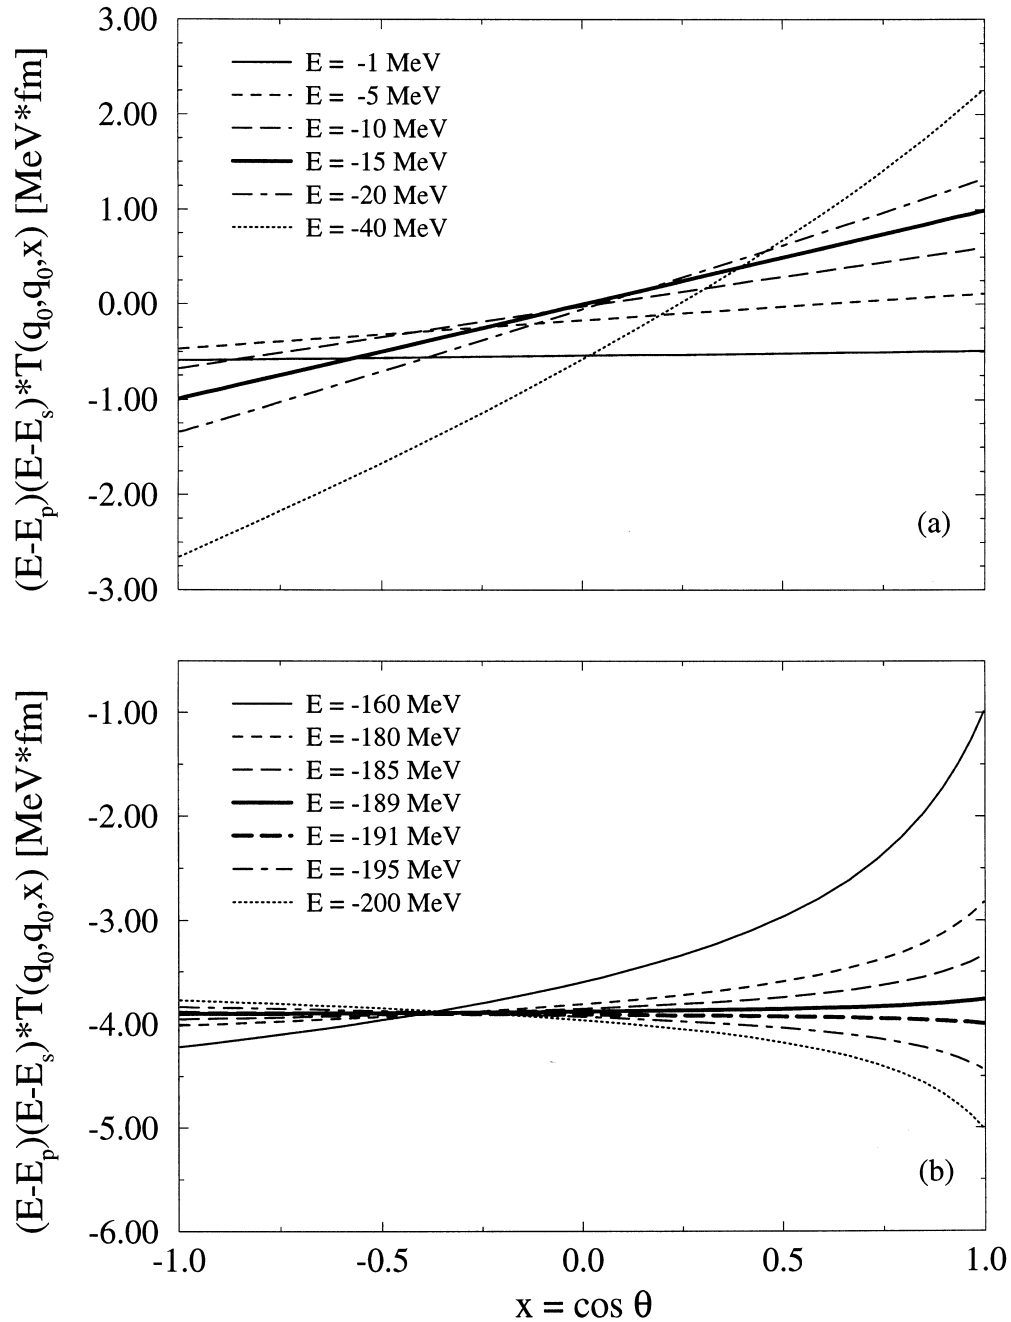 3.00
2.00
1.00
0.00
-1.00
-2.00
-3.00
(E-Eₚ)(E-Eₛ)*T(q₀,q₀,x) [MeV*fm]
E = -1 MeV
E = -5 MeV
E = -10 MeV
E = -15 MeV
E = -20 MeV
E = -40 MeV
(a)
-1.00
-2.00
-3.00
-4.00
-5.00
-6.00
(E-Eₚ)(E-Eₛ)*T(q₀,q₀,x) [MeV*fm]
E = -160 MeV
E = -180 MeV
E = -185 MeV
E = -189 MeV
E = -191 MeV
E = -195 MeV
E = -200 MeV
(b)
-1.0 -0.5 0.0 0.5 1.0
x = cos θ